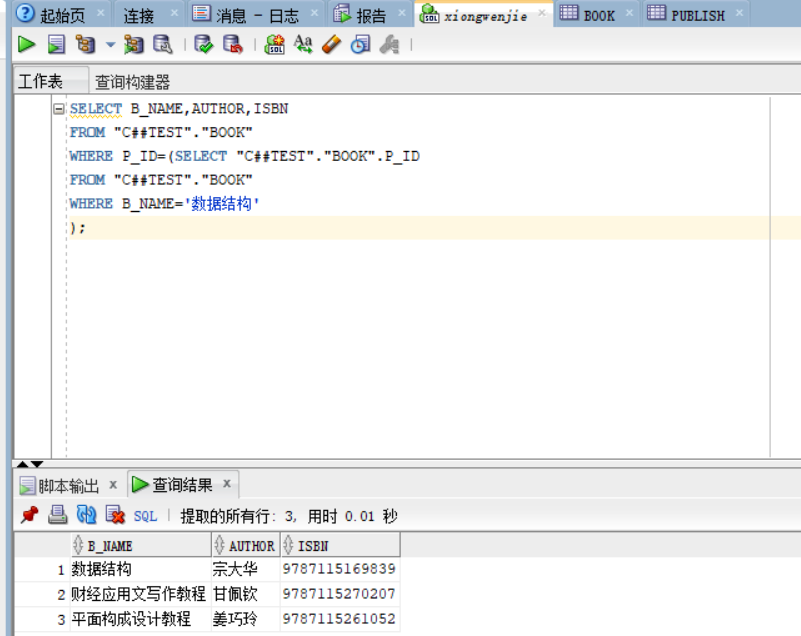 起始页 连接 消息 - 日志 报告 xiongwenjie BOOK PUBLISH
工作表 查询构建器
SELECT B_NAME,AUTHOR,ISBN
FROM "C##TEST"."BOOK"
WHERE P_ID=(SELECT "C##TEST"."BOOK".P_ID
FROM "C##TEST"."BOOK"
WHERE B_NAME='数据结构'
);
脚本输出 x 查询结果 x
SQL | 提取的所有行: 3, 用时 0.01 秒
B_NAME AUTHOR ISBN
1 数据结构 宗大华 9787115169839
2 财经应用文写作教程 甘佩钦 9787115270207
3 平面构成设计教程 姜巧玲 9787115261052